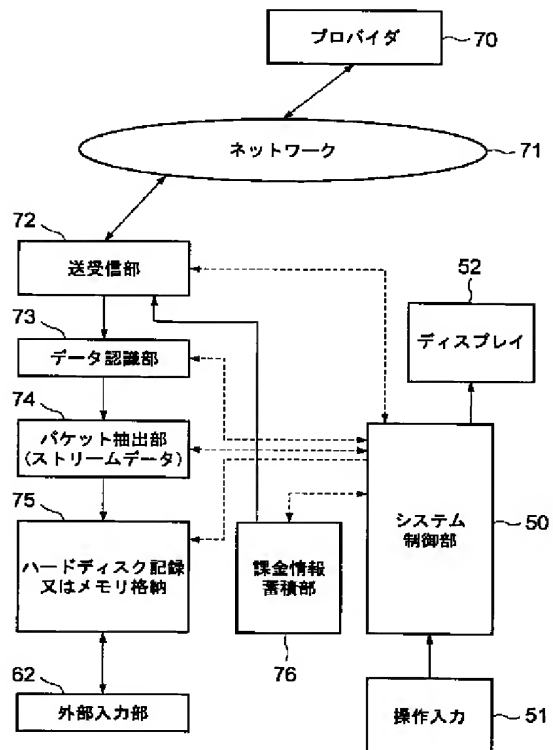 プロバイダ
70
ネットワーク
71
72
送受信部
52
ディスプレイ
73
データ認識部
74
パケット抽出部
(ストリームデータ)
75
ハードディスク記録
又はメモリ格納
課金情報
蓄積部
76
システム
制御部
50
62
外部入力部
操作入力
51